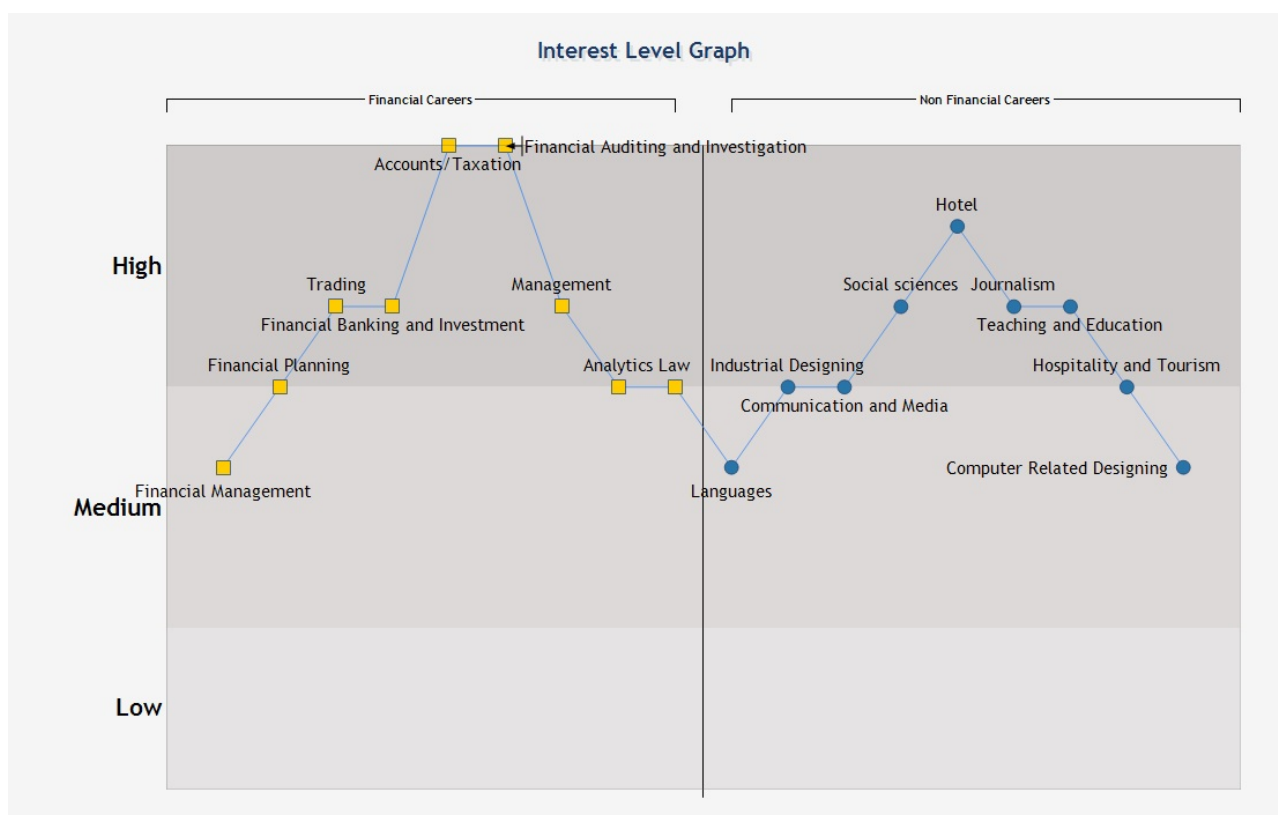 Interest Level Graph
Financial Careers
Non Financial Careers
Financial Auditing and Investigation
Accounts/Taxation
Hotel
High
Trading
Management
Social sciences
Journalism
Financial Banking and Investment
Teaching and Education
Financial Planning
Analytics Law
Industrial Designing
Hospitality and Tourism
Communication and Media
Computer Related Designing
Financial Management
Languages
Medium
Low